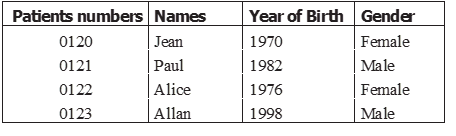 Patients numbers Names Year of Birth Gender
0120 Jean 1970 Female
0121 Paul 1982 Male
0122 Alice 1976 Female
0123 Allan 1998 Male